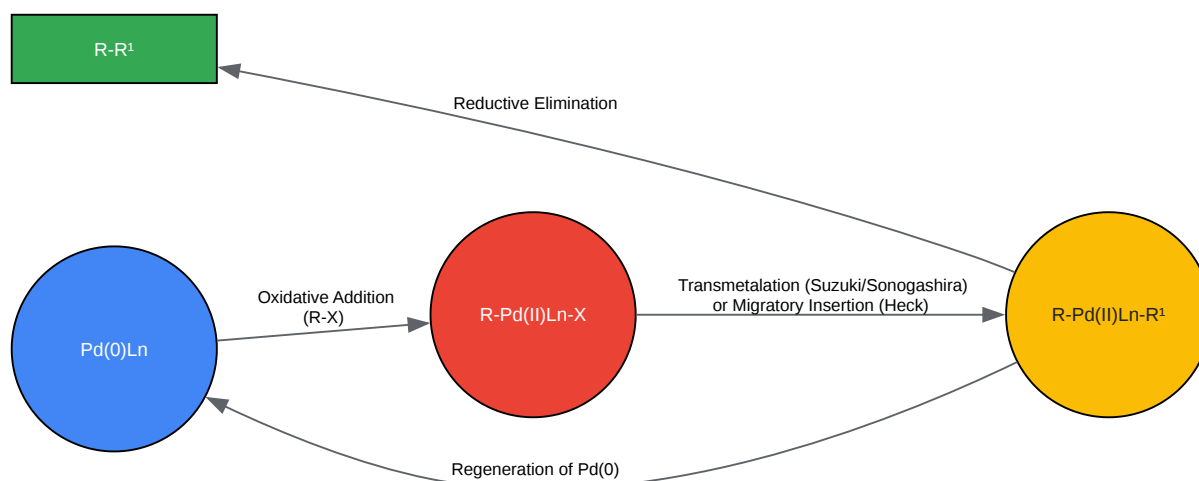 R-R¹
Reductive Elimination
Oxidative Addition
(R-X)
Transmetalation (Suzuki/Sonogashira)
or Migratory Insertion (Heck)
Pd(0)Ln
R-Pd(II)Ln-X
R-Pd(II)Ln-R¹
Regeneration of Pd(0)